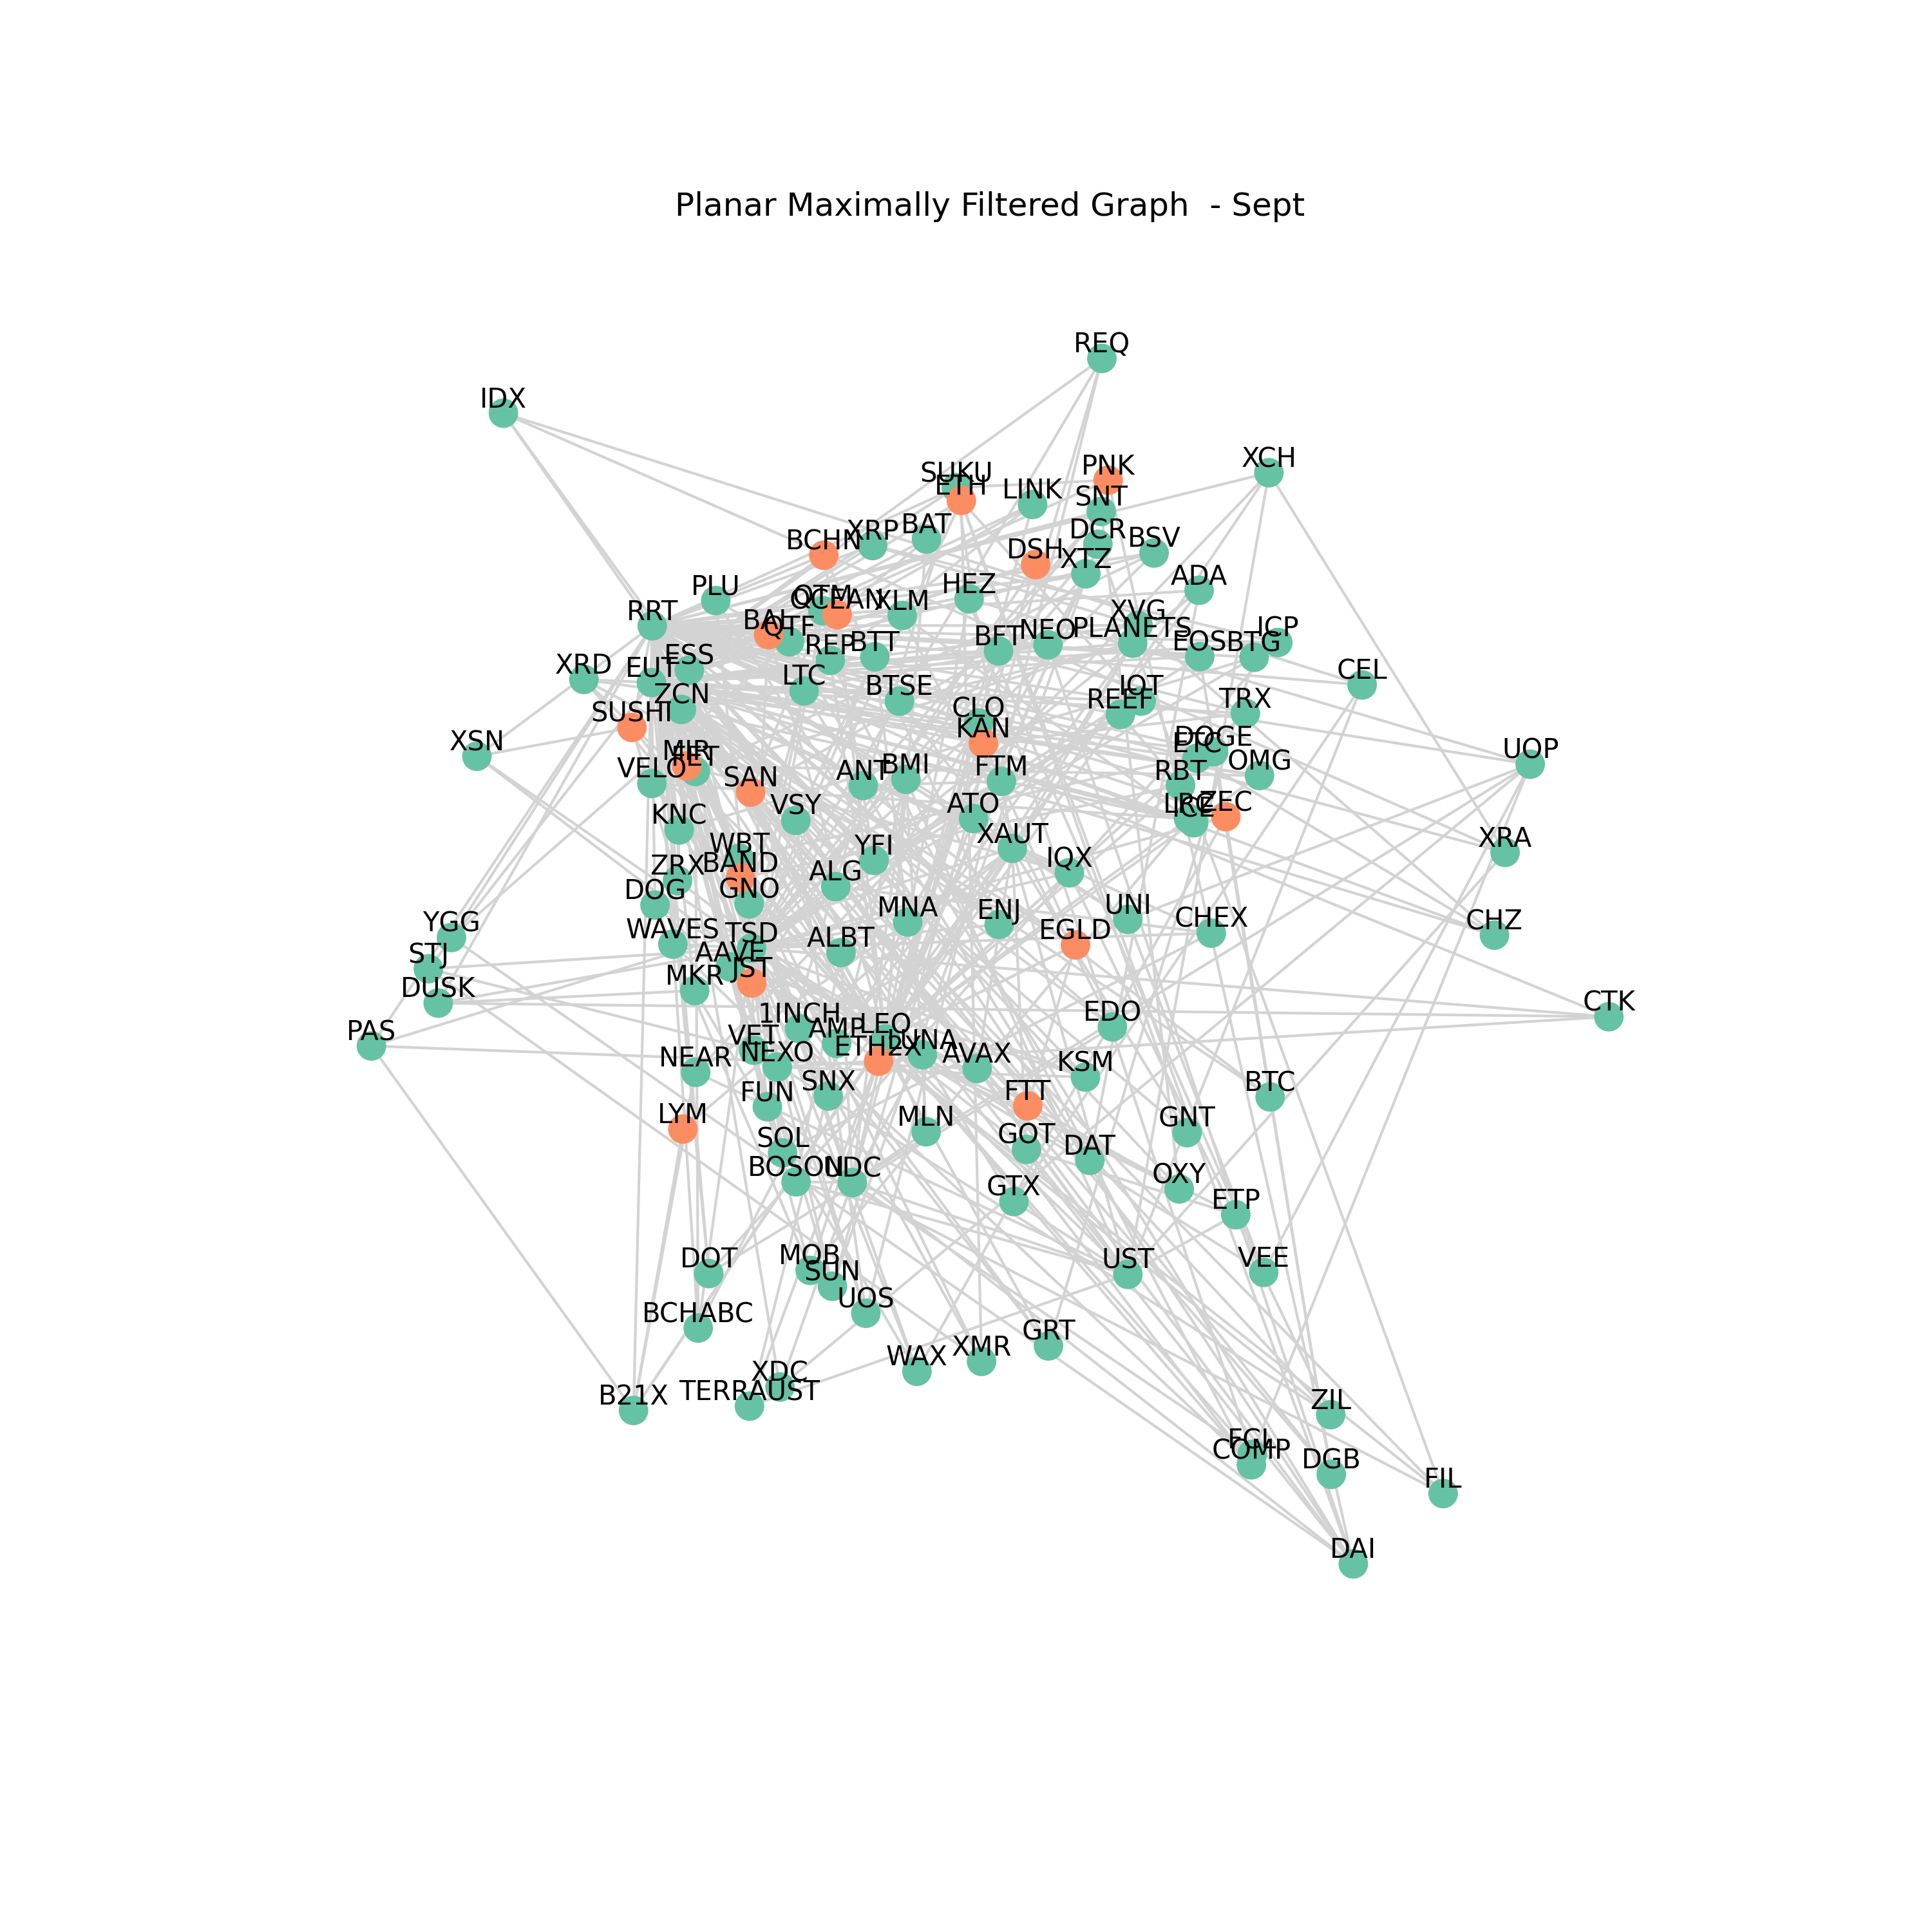 Planar Maximally Filtered Graph - Sept
REQ
IDX
XCH
PNK
SUKU
ETH
LINK
SNT
BAT
XRP
BCHN
DCR
BSV
DSH
XTZ
ADA
HEZ
PLU
OCEAN
XLM
RRT
BAL
QTF
REP
BTT
BFT
NEO
XVG
PLANETS
EOS
BTG
ICP
CEL
XRD
EUT
ESS
LTC
BTSE
IOT
REEF
TRX
ZCN
SUSHI
CLO
KAN
XSN
DOGE
ETC
UOP
MIR
VELO
SAN
ANT
BMI
FTM
RBT
OMG
KNC
VSY
ATO
ICE
ZEC
XRA
WBT
YFI
XAUT
IQX
ZRX
BAND
ALG
DOG
GNO
MNA
ENJ
UNI
CHEX
CHZ
YGG
WAVES
TSD
ALBT
EGLD
STJ
AAVE
JST
MKR
DUSK
CTK
PAS
1INCH
AMP
LEO
EDO
VET
NEXO
ETH2X
LUNA
AVAX
NEAR
KSM
BTC
SNX
FUN
FTT
LYM
MLN
GNT
SOL
GOT
DAT
BOSON
UDC
GTX
OXY
ETP
DOT
MOB
SUN
UST
VEE
UOS
BCHABC
GRT
WAX
XMR
XDC
TERRAUST
B21X
ZIL
FCL
COMP
DGB
FIL
DAI